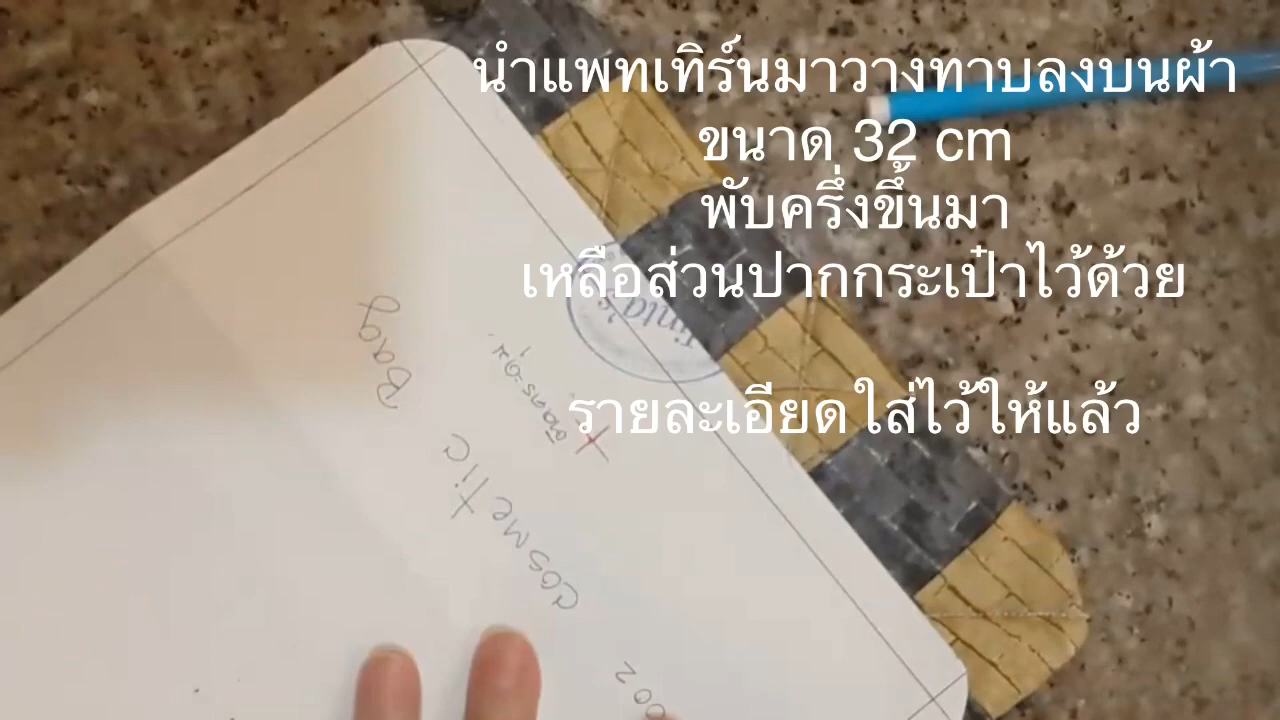 นำแพทเทิร์นมาวางทาบลงบนผ้า
ขนาด 32 cm
พับครึ่งขึ้นมา
เหลือส่วนปากกระเป๋าไว้ด้วย
รายละเอียด ใส่ไว้ให้แล้ว
Bag
cosmetic
002